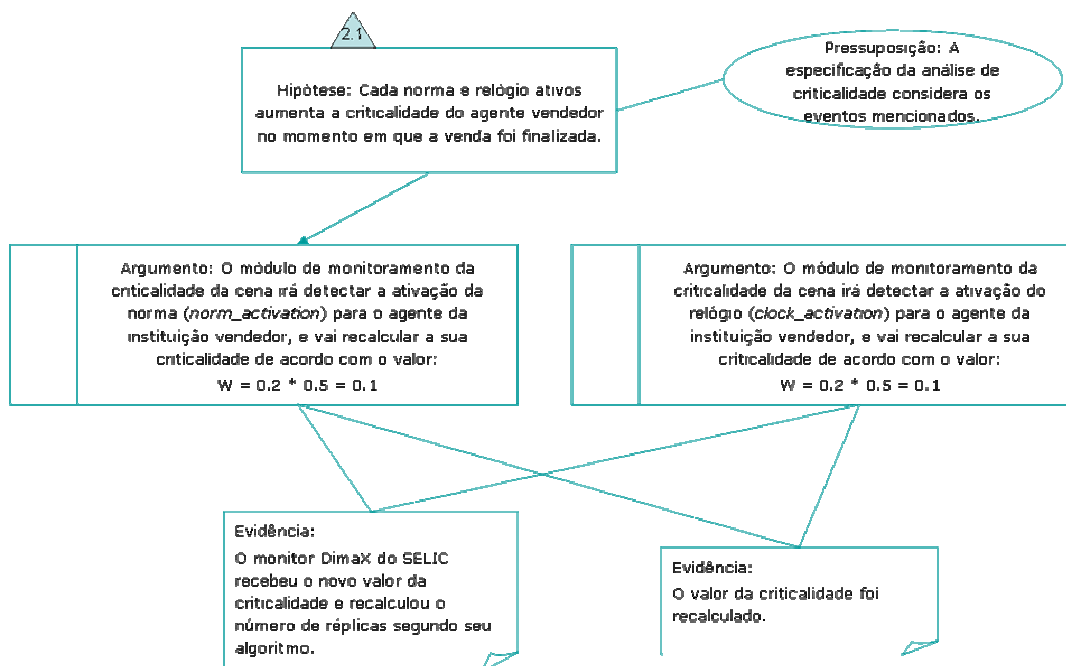 2.1
Hipótese: Cada norma e relógio ativos
aumenta a criticalidade do agente vendedor
no momento em que a venda foi finalizada.
Pressuposição: A
especificação da análise de
criticalidade considera os
eventos mencionados.
Argumento: O módulo de monitoramento da
criticalidade da cena irá detectar a ativação da
norma (norm_activation) para o agente da
instituição vendedor, e vai recalcular a sua
criticalidade de acordo com o valor:
W = 0.2 * 0.5 = 0.1
Argumento: O módulo de monitoramento da
criticalidade da cena irá detectar a ativação do
relógio (clock_activation) para o agente da
instituição vendedor, e vai recalcular a sua
criticalidade de acordo com o valor:
W = 0.2 * 0.5 = 0.1
Evidência:
O monitor DimaX do SELIC
recebeu o novo valor da
criticalidade e recalculou o
número de réplicas segundo seu
algoritmo.
Evidência:
O valor da criticalidade foi
recalculado.